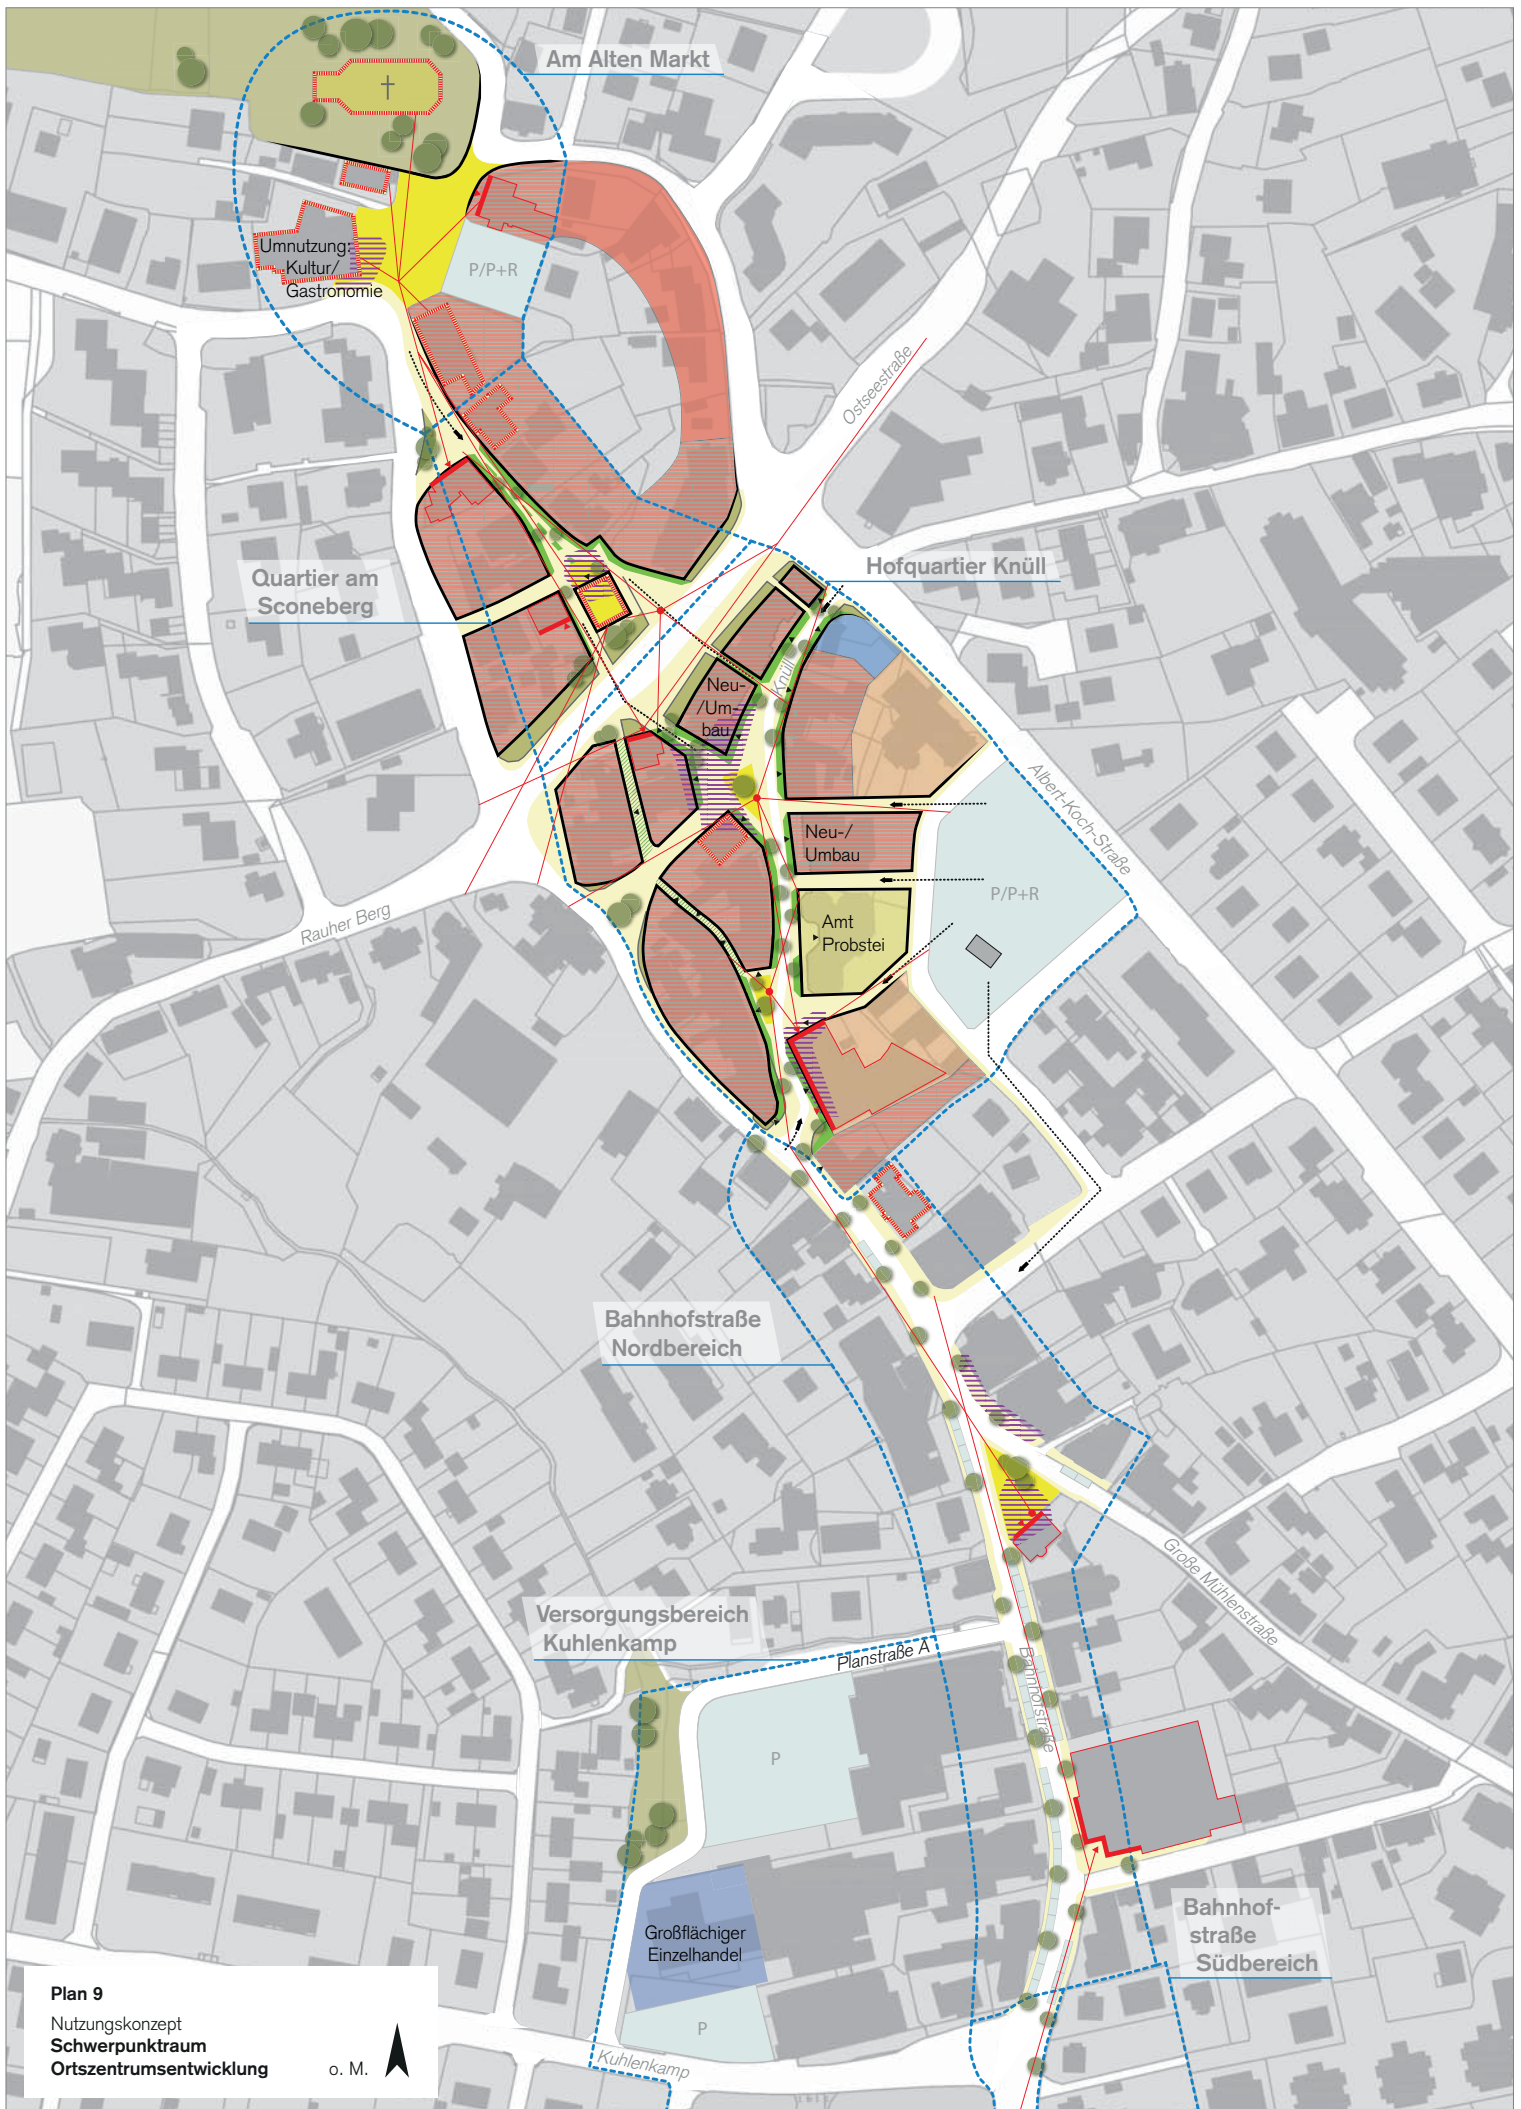 Am Alten Markt
Umnutzung:
Kultur/
Gastronomie
P/P+R
Ostseestraße
Quartier am
Sconeberg
Hofquartier Knüll
Neu-
/Um-
bau
Knüll
Albert-Koch-Straße
Neu-/
Umbau
P/P+R
Amt
Probstei
Rauher Berg
Bahnhofstraße
Nordbereich
Große Mühlenstraße
Versorgungsbereich
Kuhlenkamp
Planstraße A
Bahnhofstraße
P
Großflächiger
Einzelhandel
Bahnhof-
straße
Südbereich
P
Kuhlenkamp
Plan 9
Nutzungskonzept
Schwerpunktraum
Ortszentrumsentwicklung
o. M.